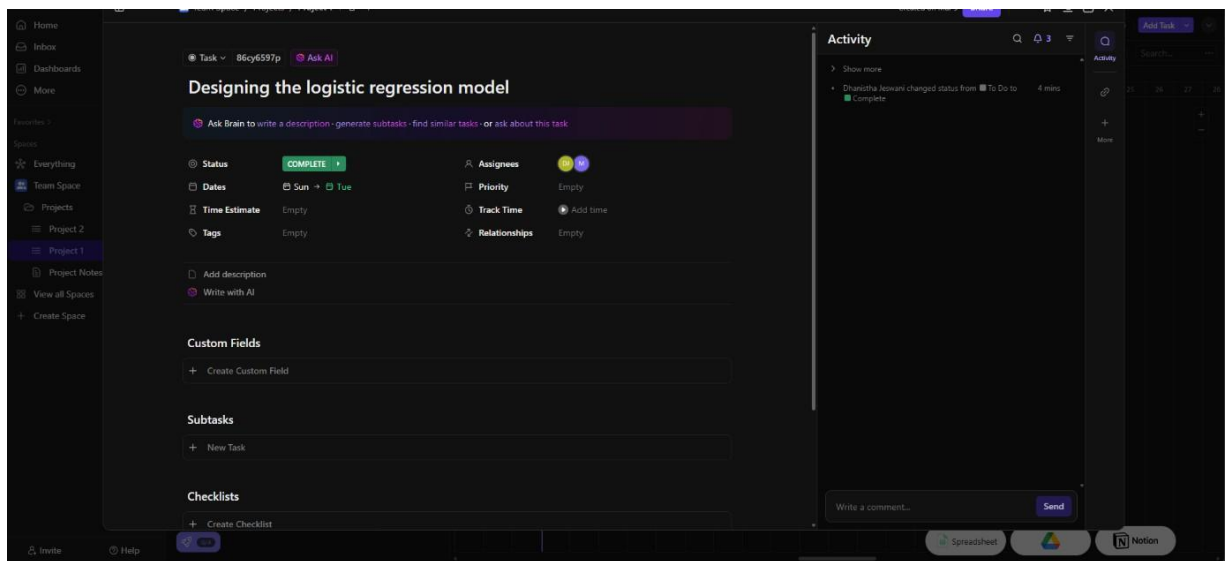 Home
Inbox
Dashboards
More
Spaces
Everything
Team Space
Projects
Project 2
Project 1
Project Notes
View all Spaces
+ Create Space
Invite
Help
Task 86cy6597p Ask AI
Designing the logistic regression model
Ask Brain to write a description · generate subtasks · find similar tasks · or ask about this task
Status COMPLETE Assignees DJ M
Dates Sun → Tue Priority Empty
Time Estimate Empty Track Time Add time
Tags Empty Relationships Empty
Add description
Write with AI
Custom Fields
+ Create Custom Field
Subtasks
+ New Task
Checklists
+ Create Checklist
Activity 3
Show more
Dhanistha Jeswani changed status from To Do to 4 mins
Complete
Write a comment... Send
Activity
More
Add Task
Search...
25 26 27 28
Spreadsheet
Notion